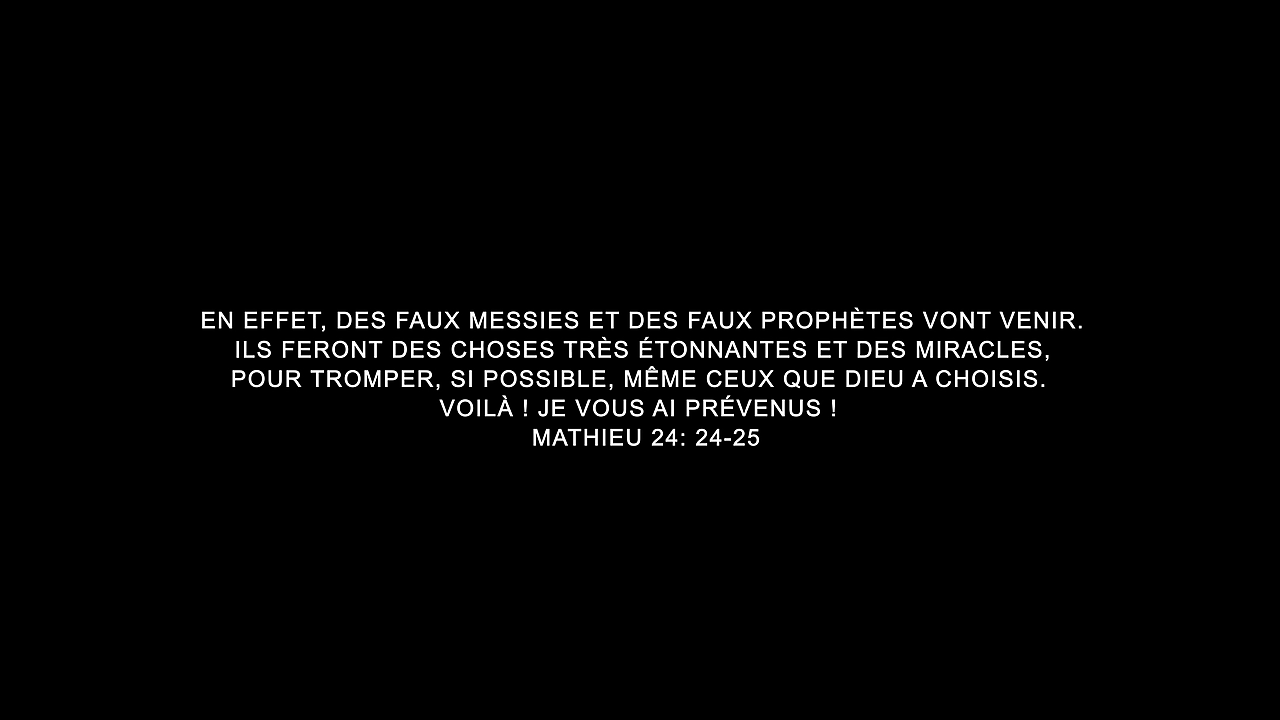 EN EFFET, DES FAUX MESSIES ET DES FAUX PROPHÈTES VONT VENIR.
ILS FERONT DES CHOSES TRÈS ÉTONNANTES ET DES MIRACLES,
POUR TROMPER, SI POSSIBLE, MÊME CEUX QUE DIEU A CHOISIS.
VOILÀ ! JE VOUS AI PRÉVENUS !
MATHIEU 24: 24-25